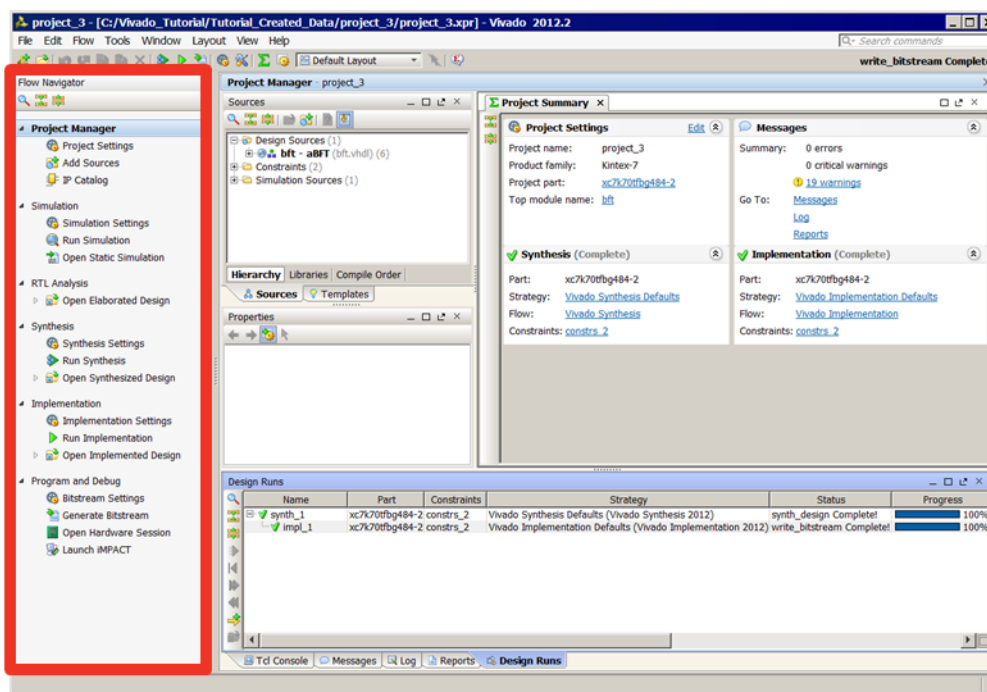 project_3 - [C:/Vivado_Tutorial/Tutorial_Created_Data/project_3/project_3.xpr] - Vivado 2012.2
File Edit Flow Tools Window Layout View Help
Search commands
Default Layout
write_bitstream Complete
Flow Navigator
Project Manager
Project Settings
Add Sources
IP Catalog
Simulation
Simulation Settings
Run Simulation
Open Static Simulation
RTL Analysis
Open Elaborated Design
Synthesis
Synthesis Settings
Run Synthesis
Open Synthesized Design
Implementation
Implementation Settings
Run Implementation
Open Implemented Design
Program and Debug
Bitstream Settings
Generate Bitstream
Open Hardware Session
Launch iMPACT
Project Manager - project_3
Sources
Design Sources (1)
bft - aBFT (bft.vhdl) (6)
Constraints (2)
Simulation Sources (1)
Hierarchy Libraries Compile Order
Sources Templates
Properties
Project Summary
Project Settings Edit
Project name: project_3
Product family: Kintex-7
Project part: xc7k70tfbg484-2
Top module name: bft
Messages
Summary: 0 errors
0 critical warnings
19 warnings
Go To: Messages
Log
Reports
Synthesis (Complete)
Part: xc7k70tfbg484-2
Strategy: Vivado Synthesis Defaults
Flow: Vivado Synthesis
Constraints: constrs_2
Implementation (Complete)
Part: xc7k70tfbg484-2
Strategy: Vivado Implementation Defaults
Flow: Vivado Implementation
Constraints: constrs_2
Design Runs
Name Part Constraints Strategy Status Progress
synth_1 xc7k70tfbg484-2 constrs_2 Vivado Synthesis Defaults (Vivado Synthesis 2012) synth_design Complete! 100%
impl_1 xc7k70tfbg484-2 constrs_2 Vivado Implementation Defaults (Vivado Implementation 2012) write_bitstream Complete! 100%
Tcl Console Messages Log Reports Design Runs